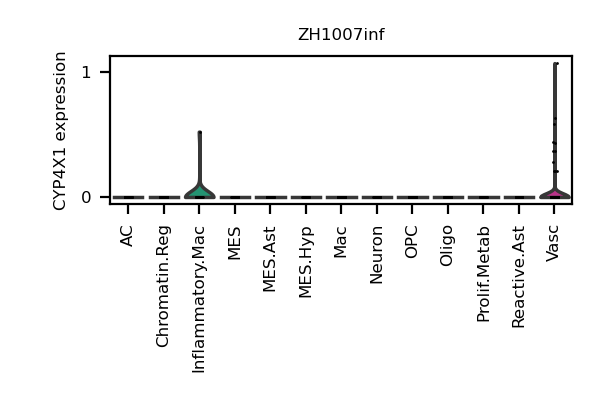 ZH1007inf
CYP4X1 expression
1
0
AC
Chromatin.Reg
Inflammatory.Mac
MES
MES.Ast
MES.Hyp
Mac
Neuron
OPC
Oligo
Prolif.Metab
Reactive.Ast
Vasc